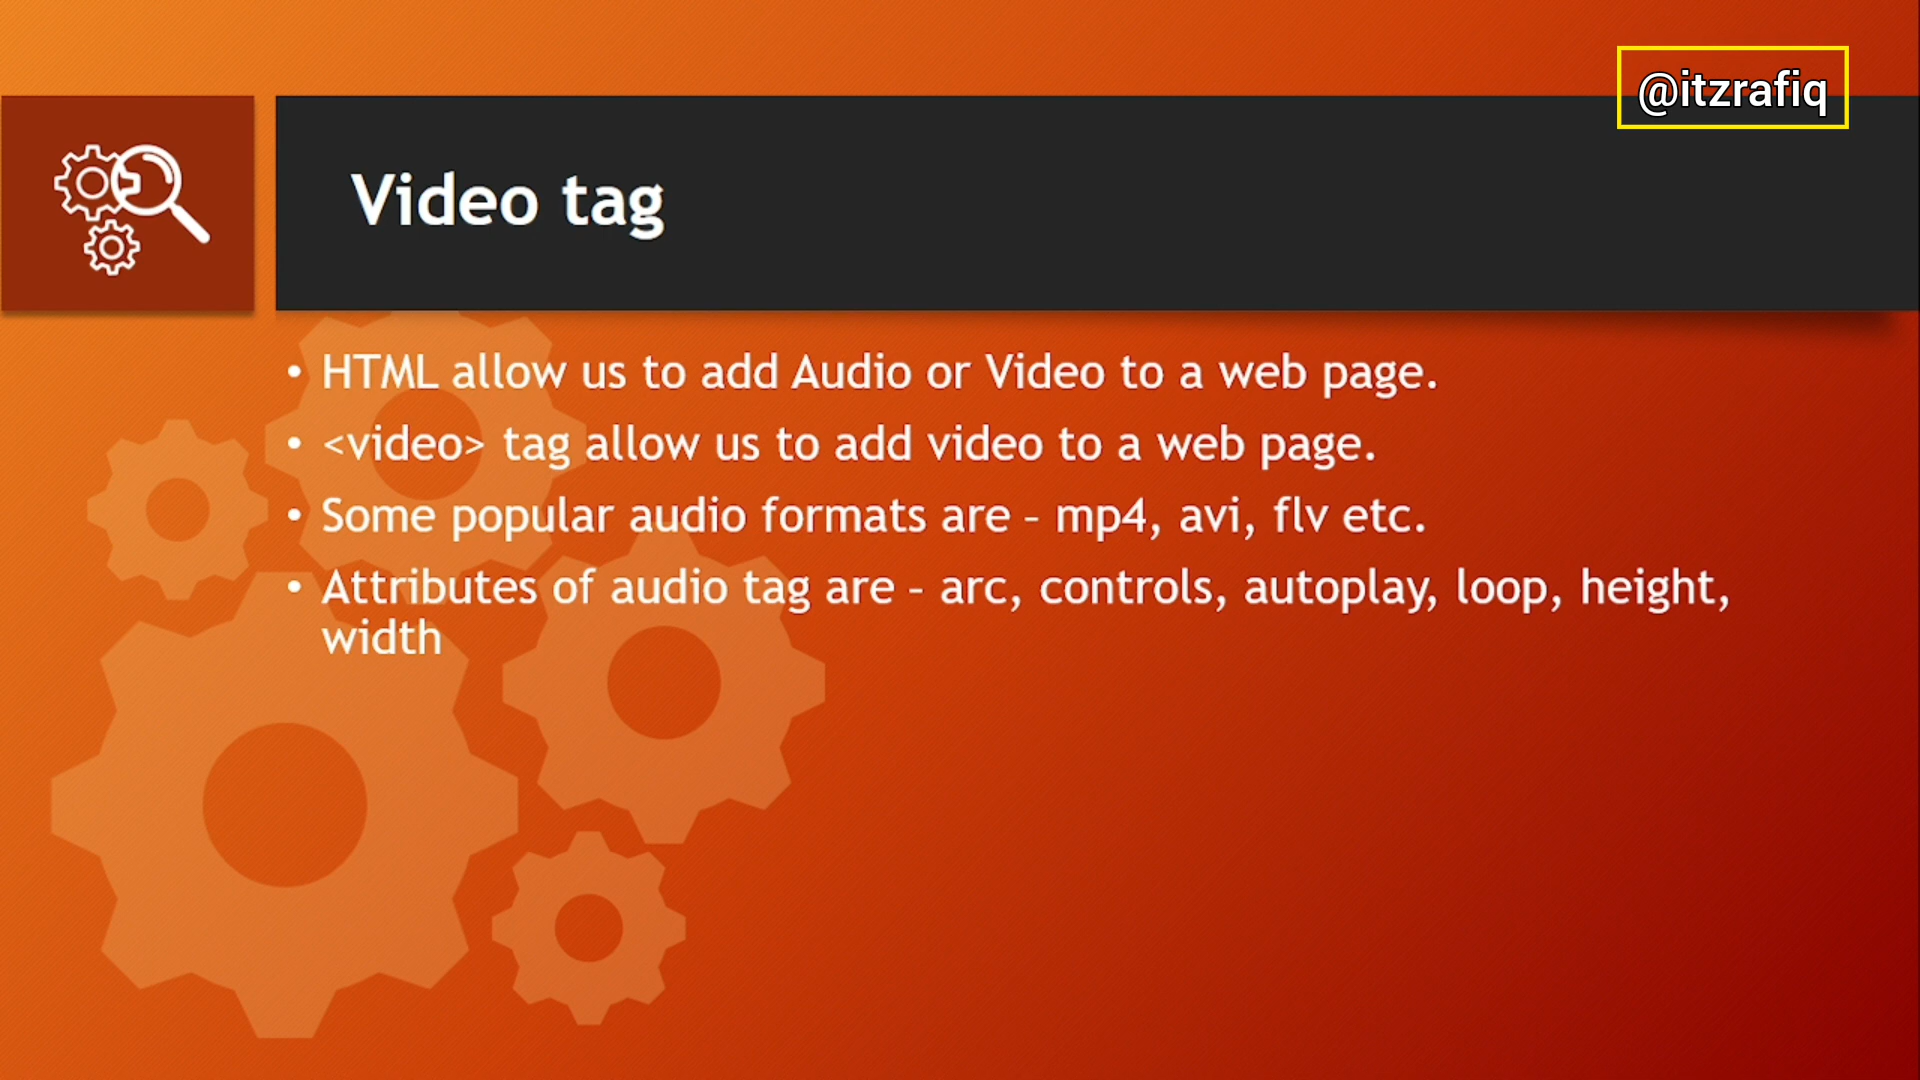 @itzrafiq
Video tag
• HTML allow us to add Audio or Video to a web page.
• <video> tag allow us to add video to a web page.
• Some popular audio formats are – mp4, avi, flv etc.
• Attributes of audio tag are – arc, controls, autoplay, loop, height,
width